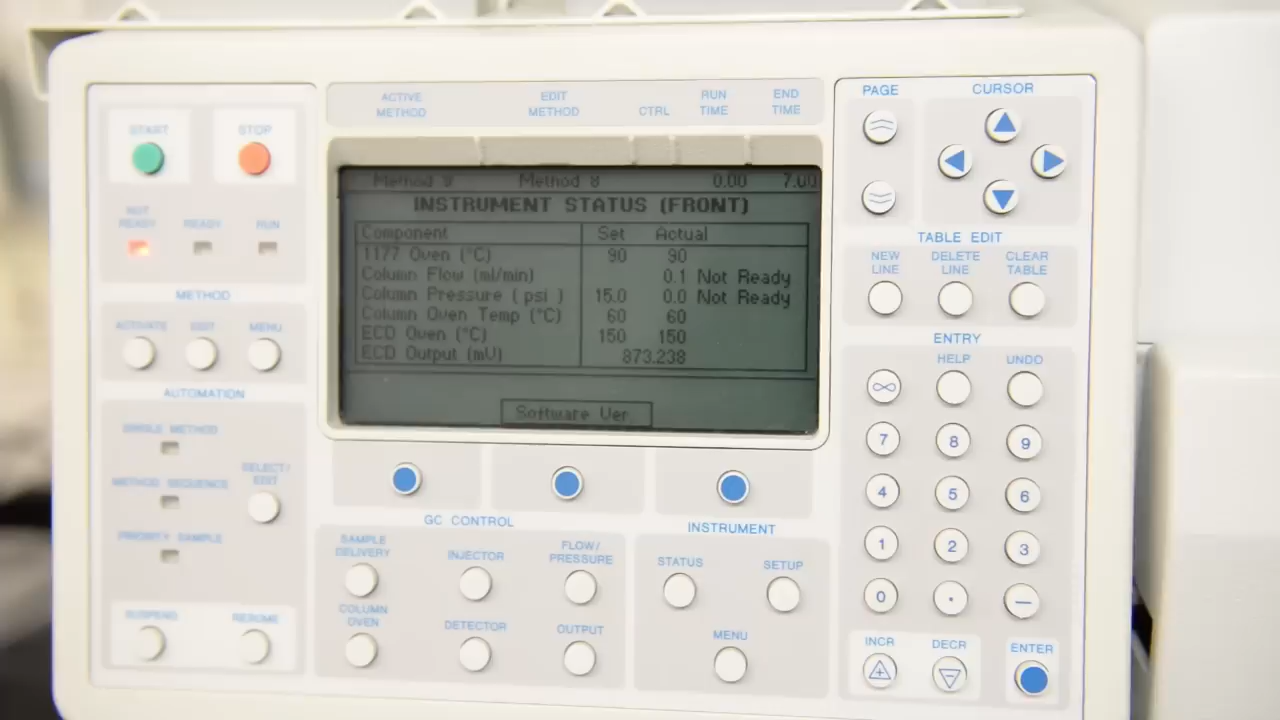 ACTIVE METHOD
EDIT METHOD
CTRL
RUN TIME
END TIME
START
STOP
NOT READY
READY
RUN
METHOD
ACTIVATE
EDIT
MENU
AUTOMATION
SINGLE METHOD
METHOD SEQUENCE
SELECT/ EDIT
PRIORITY SAMPLE
SUSPEND
RESUME
Method 9 Method 8 0.00 7.00
INSTRUMENT STATUS (FRONT)
Component Set Actual
1177 Oven (°C) 90 90
Column Flow (ml/min) 0.1 Not Ready
Column Pressure ( psi ) 15.0 0.0 Not Ready
Column Oven Temp (°C) 60 60
ECD Oven (°C) 150 150
ECD Output (mV) 873.238
Software Ver
GC CONTROL
SAMPLE DELIVERY
INJECTOR
FLOW/ PRESSURE
COLUMN OVEN
DETECTOR
OUTPUT
INSTRUMENT
STATUS
SETUP
MENU
PAGE
CURSOR
TABLE EDIT
NEW LINE
DELETE LINE
CLEAR TABLE
ENTRY
HELP
UNDO
∞
7 8 9
4 5 6
1 2 3
0 . —
INCR
DECR
ENTER
+ −